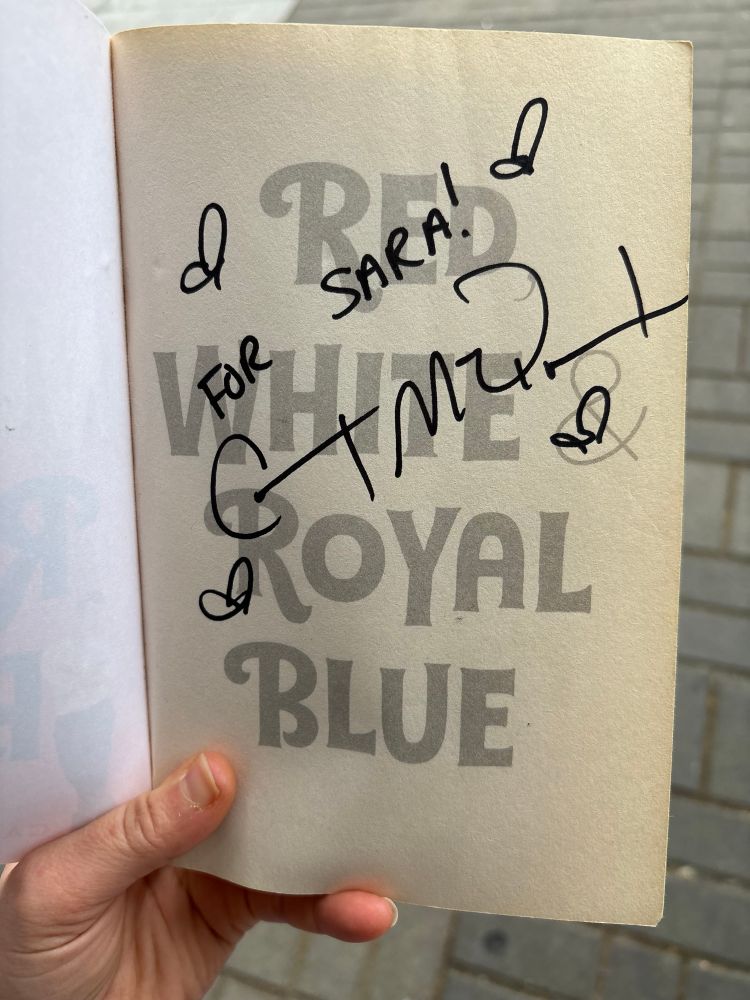 RED,
WHITE &
ROYAL
BLUE
FOR SARA!